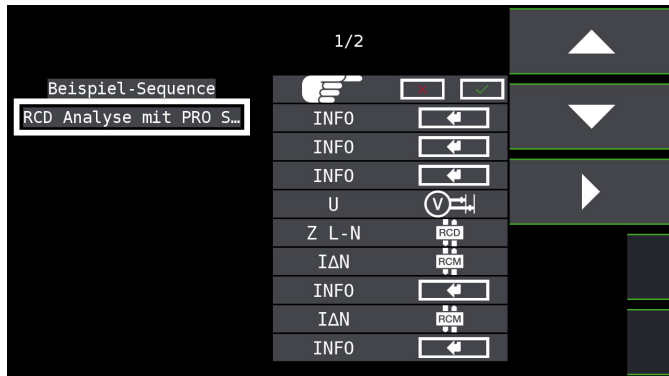 1/2
Beispiel-Sequence
RCD Analyse mit PRO S…
INFO
INFO
INFO
U V
Z L-N RCD
IΔN RCM
INFO
IΔN RCM
INFO